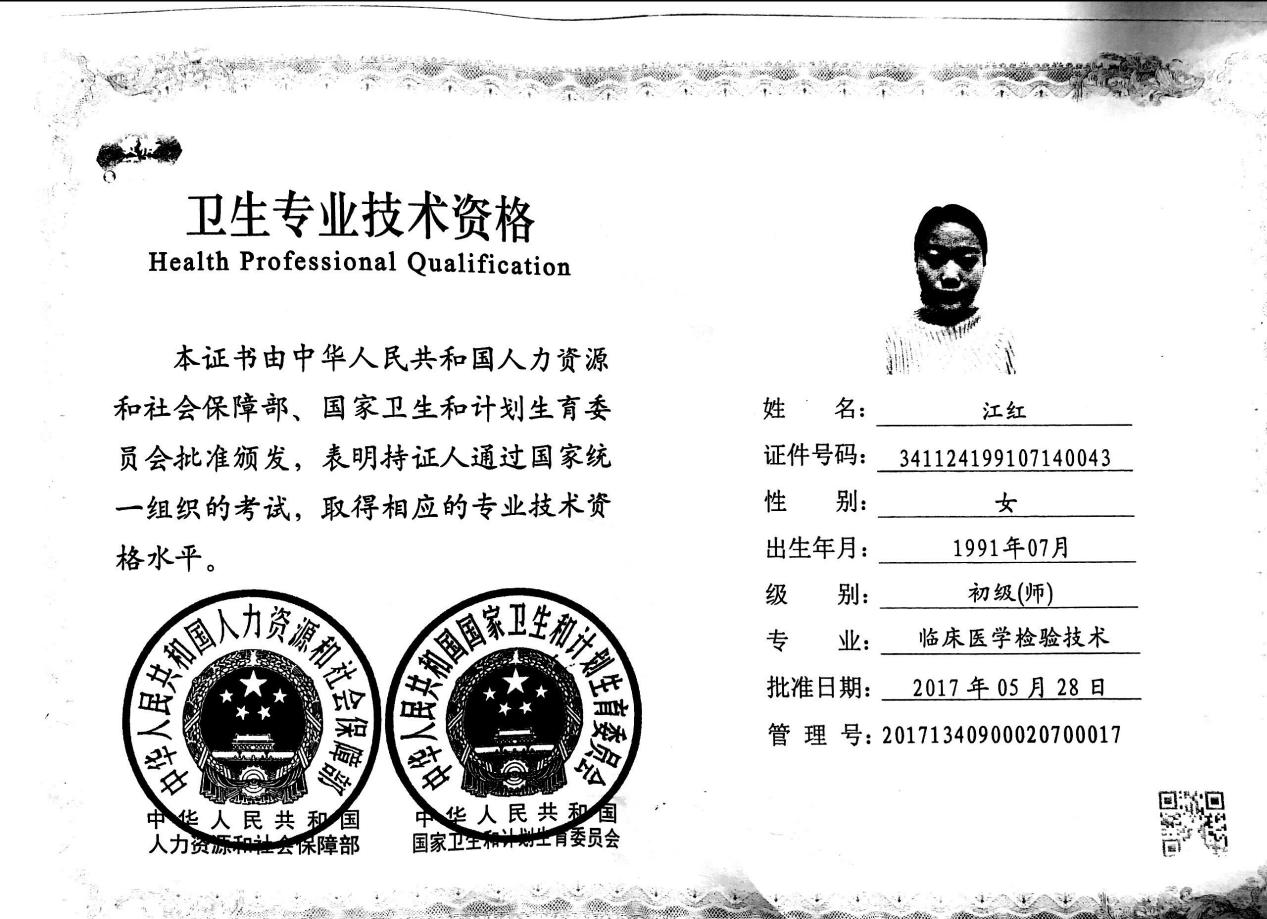 卫生专业技术资格
Health Professional Qualification
本证书由中华人民共和国人力资源
和社会保障部、国家卫生和计划生育委
员会批准颁发，表明持证人通过国家统
一组织的考试，取得相应的专业技术资
格水平。
中华人民共和国人力资源和社会保障部
中华人民共和国
人力资源和社会保障部
中华人民共和国国家卫生和计划生育委员会
中华人民共和国
国家卫生和计划生育委员会
姓 名: 江红
证件号码: 341124199107140043
性 别: 女
出生年月: 1991年07月
级 别: 初级(师)
专 业: 临床医学检验技术
批准日期: 2017 年 05 月 28 日
管 理 号: 20171340900020700017